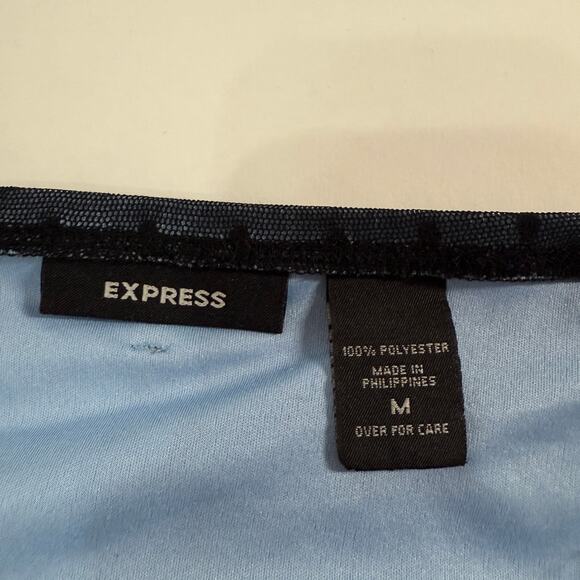 EXPRESS
100% POLYESTER
MADE IN
PHILIPPINES
M
OVER FOR CARE